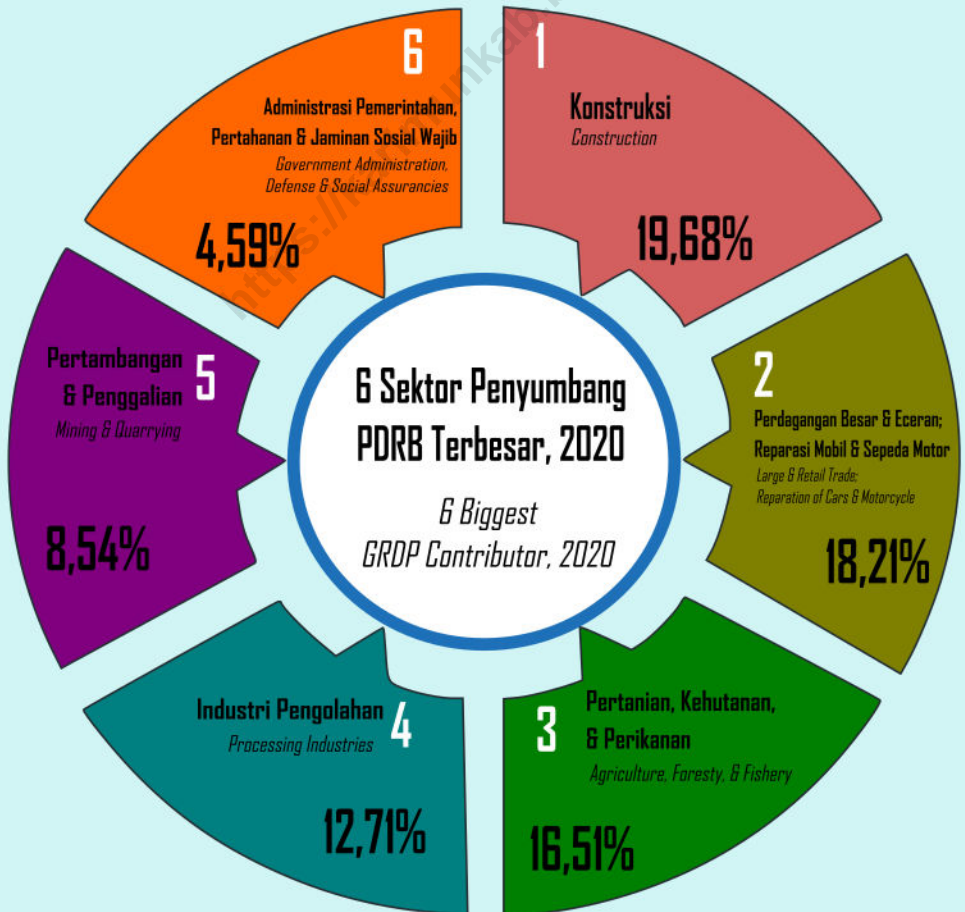 6 Sektor Penyumbang
PDRB Terbesar, 2020
6 Biggest
GRDP Contributor, 2020
1
Konstruksi
Construction
19,68%
2
Perdagangan Besar & Eceran;
Reparasi Mobil & Sepeda Motor
Large & Retail Trade;
Reparation of Cars & Motorcycle
18,21%
3
Pertanian, Kehutanan,
& Perikanan
Agriculture, Foresty, & Fishery
16,51%
4
Industri Pengolahan
Processing Industries
12,71%
5
Pertambangan
& Penggalian
Mining & Quarrying
8,54%
6
Administrasi Pemerintahan,
Pertahanan & Jaminan Sosial Wajib
Government Administration,
Defense & Social Assurancies
4,59%